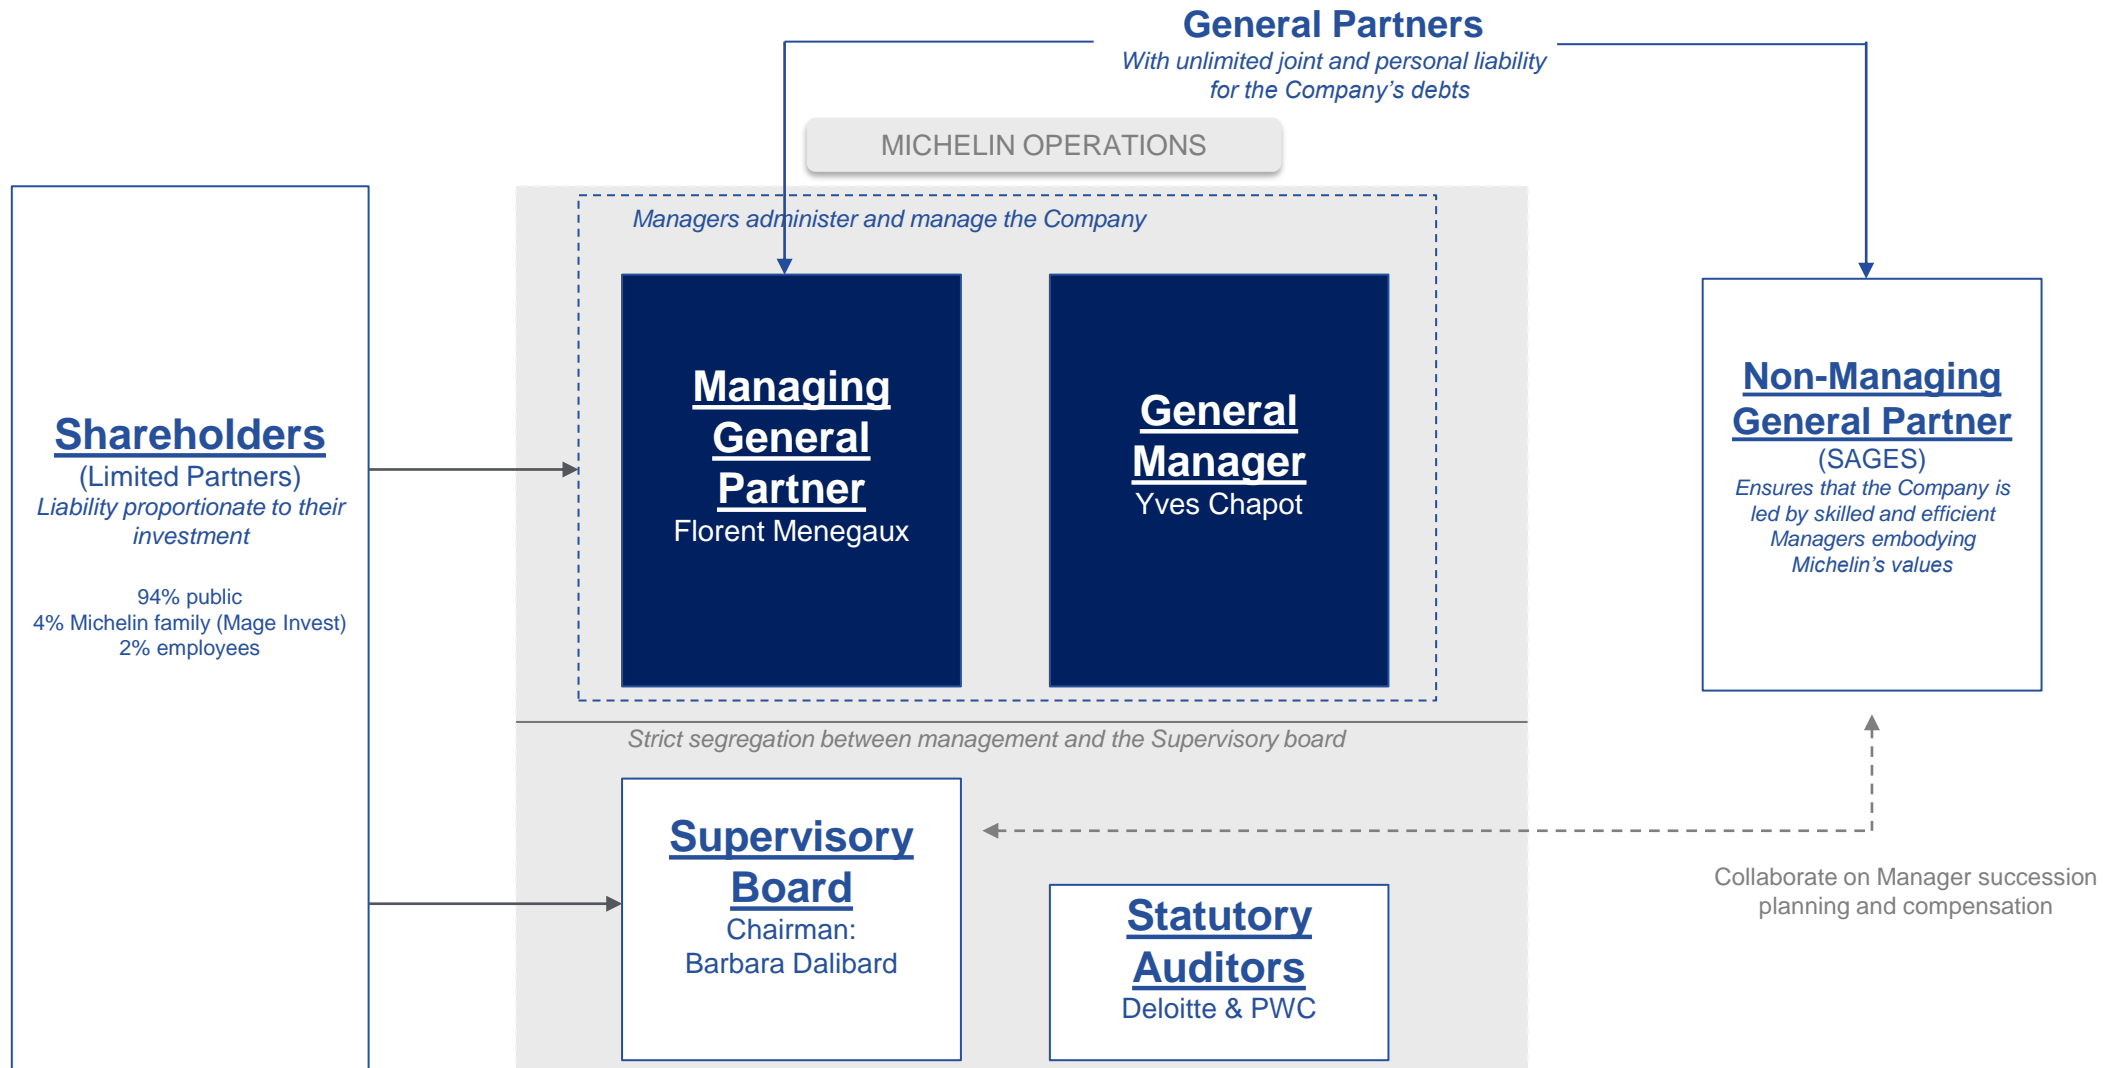 General Partners
With unlimited joint and personal liability
for the Company’s debts
MICHELIN OPERATIONS
Managers administer and manage the Company
Shareholders
(Limited Partners)
Liability proportionate to their
investment
94% public
4% Michelin family (Mage Invest)
2% employees
Managing
General
Partner
Florent Menegaux
General
Manager
Yves Chapot
Non-Managing
General Partner
(SAGES)
Ensures that the Company is
led by skilled and efficient
Managers embodying
Michelin’s values
Strict segregation between management and the Supervisory board
Supervisory
Board
Chairman:
Barbara Dalibard
Statutory
Auditors
Deloitte & PWC
Collaborate on Manager succession
planning and compensation